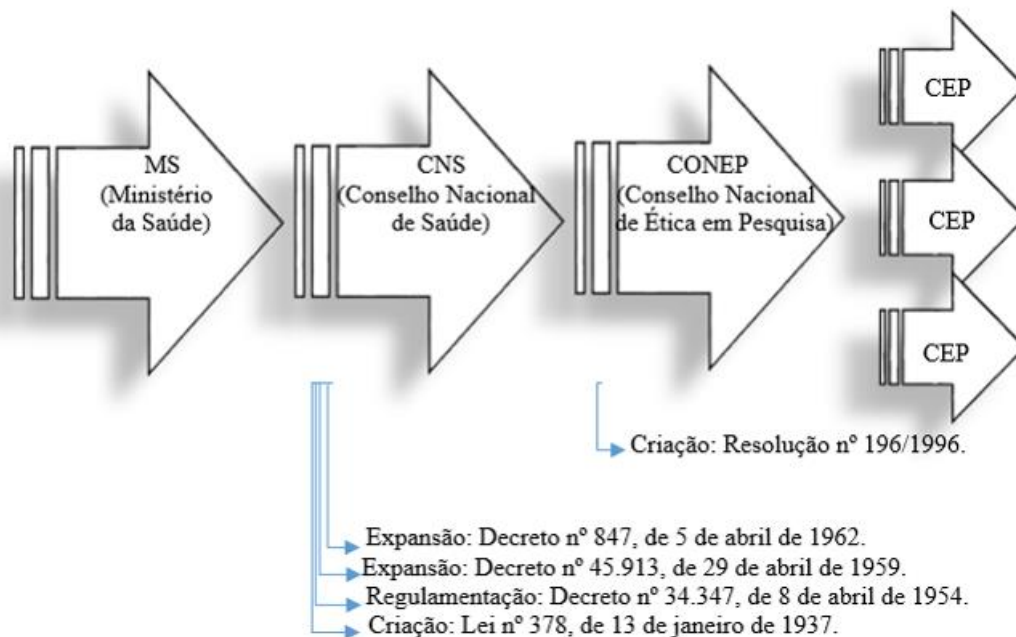 MS
(Ministério
da Saúde)
CNS
(Conselho Nacional
de Saúde)
CONEP
(Conselho Nacional
de Ética em Pesquisa)
CEP
CEP
CEP
Criação: Resolução nº 196/1996.
Expansão: Decreto nº 847, de 5 de abril de 1962.
Expansão: Decreto nº 45.913, de 29 de abril de 1959.
Regulamentação: Decreto nº 34.347, de 8 de abril de 1954.
Criação: Lei nº 378, de 13 de janeiro de 1937.